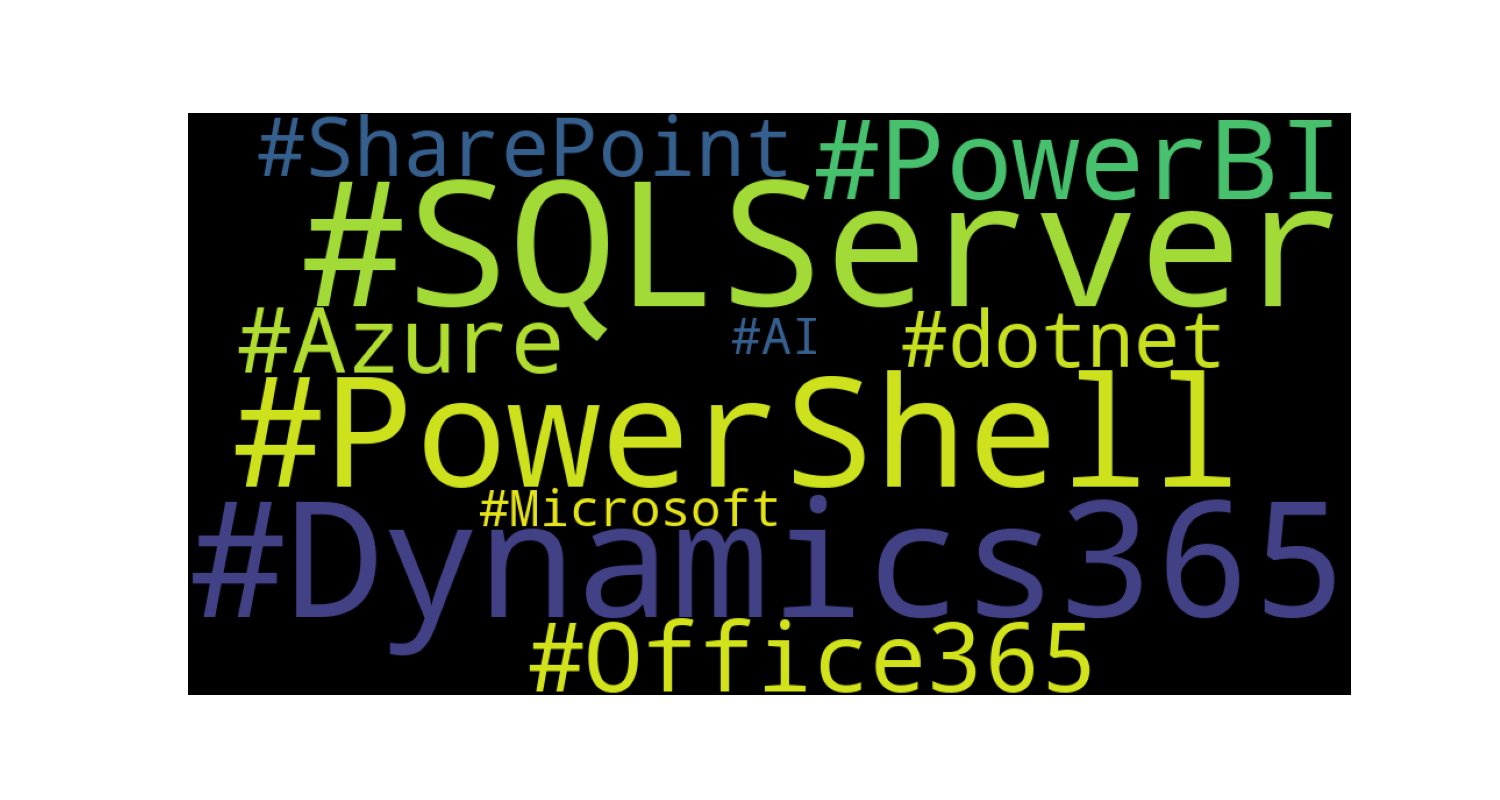 #SharePoint #PowerBI
#SQLServer
#Azure #AI #dotnet
#PowerShell
#Microsoft
#Dynamics365
#Office365